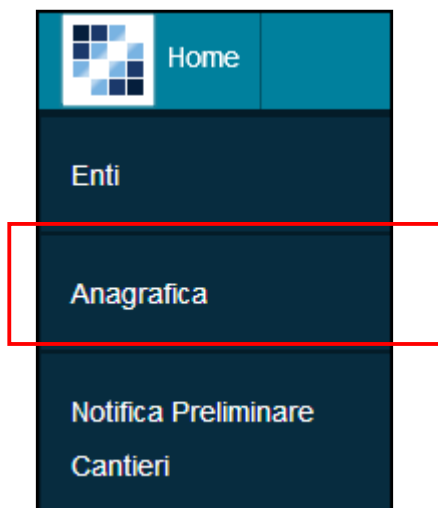 Home
Enti
Anagrafica
Notifica Preliminare
Cantieri